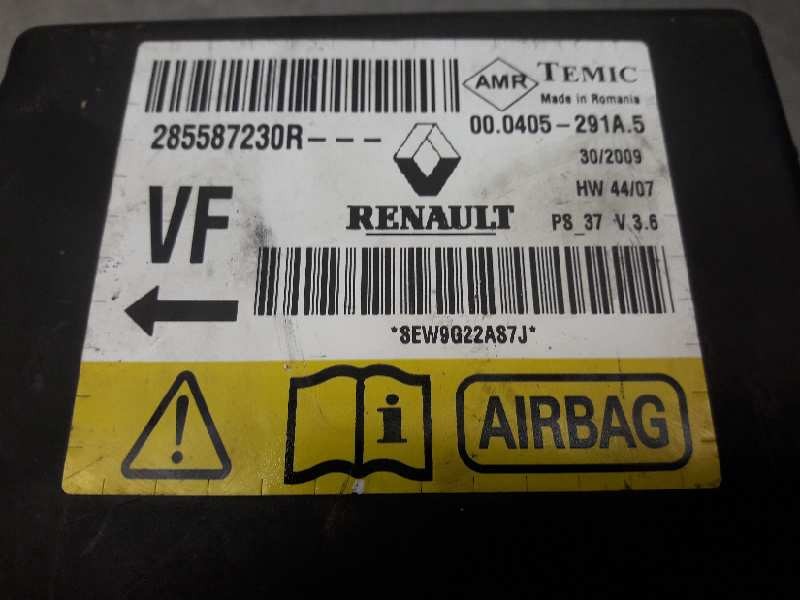 AMR TEMIC
Made in Romania
285587230R--- 00.0405-291A.5
30/2009
HW 44/07
VF RENAULT PS_37 V 3.6
*8EW9G22A87J*
i AIRBAG